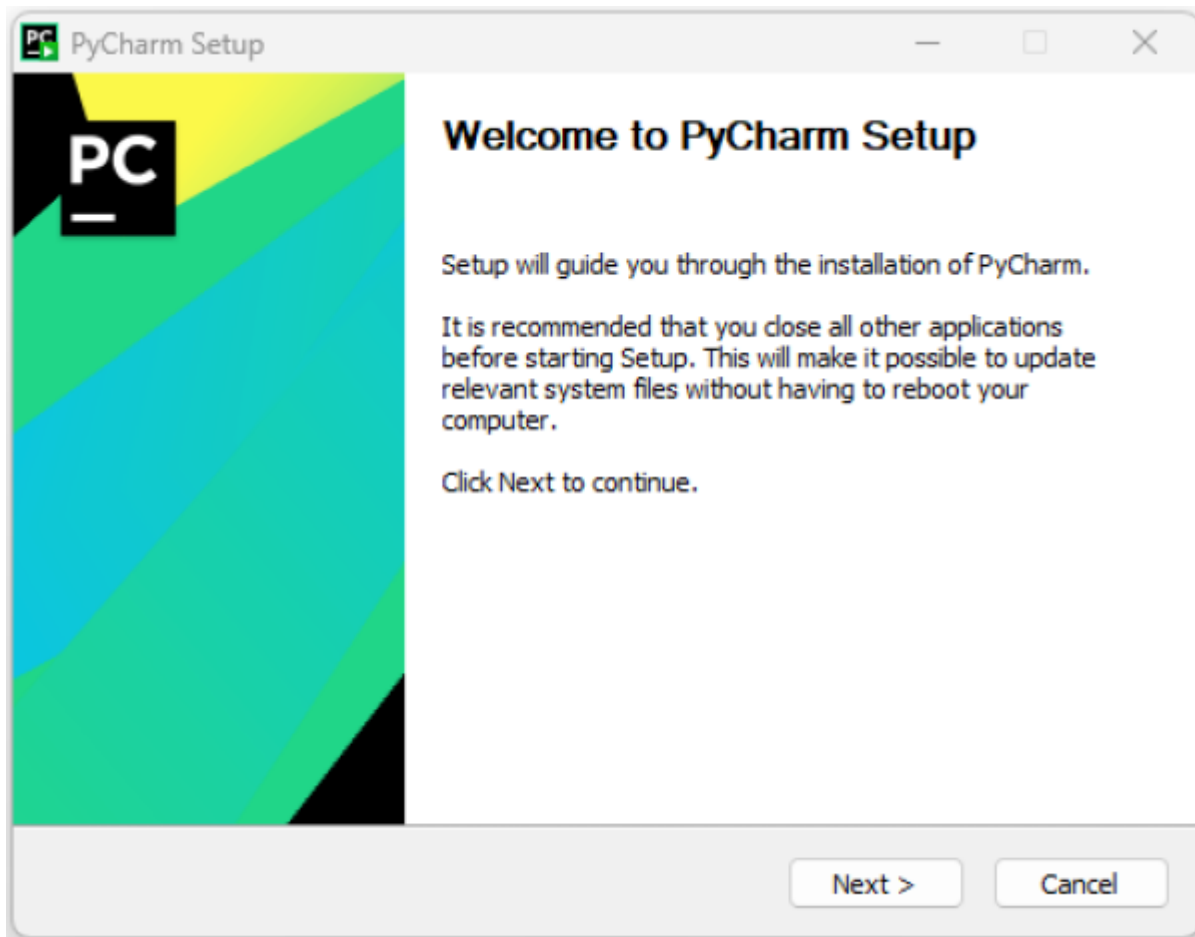 PyCharm Setup
PC
Welcome to PyCharm Setup
Setup will guide you through the installation of PyCharm.
It is recommended that you close all other applications
before starting Setup. This will make it possible to update
relevant system files without having to reboot your
computer.
Click Next to continue.
Next >
Cancel